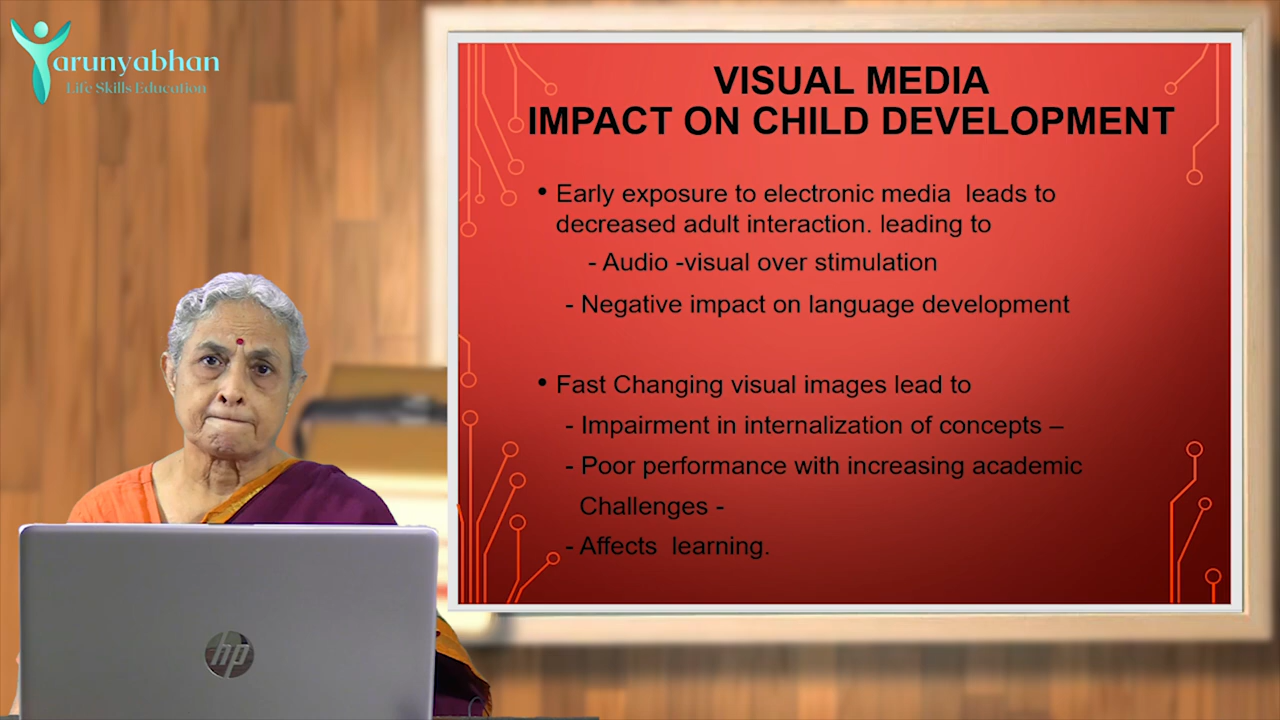 Yarunyabhan
Life Skills Education
VISUAL MEDIA
IMPACT ON CHILD DEVELOPMENT
• Early exposure to electronic media leads to
decreased adult interaction. leading to
- Audio -visual over stimulation
- Negative impact on language development
• Fast Changing visual images lead to
- Impairment in internalization of concepts –
- Poor performance with increasing academic
Challenges -
- Affects learning.
hp